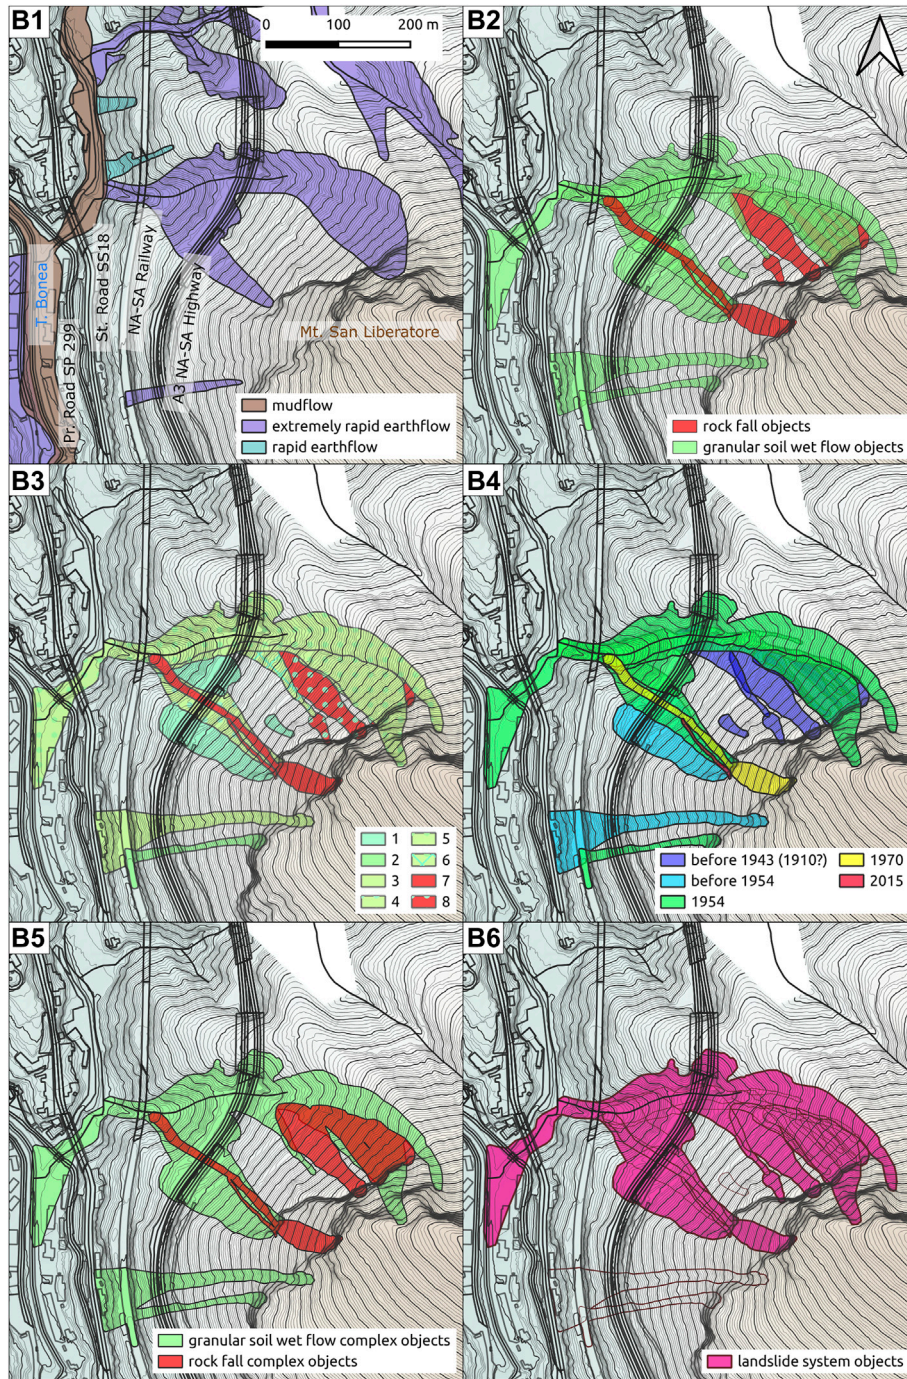 B1
0 100 200 m
T. Bonea
Pr. Road SP 299
St. Road SS18
NA-SA Railway
A3 NA-SA Highway
Mt. San Liberatore
mudflow
extremely rapid earthflow
rapid earthflow
B2
rock fall objects
granular soil wet flow objects
B3
1 5
2 6
3 7
4 8
B4
before 1943 (1910?) 1970
before 1954 2015
1954
B5
granular soil wet flow complex objects
rock fall complex objects
B6
landslide system objects